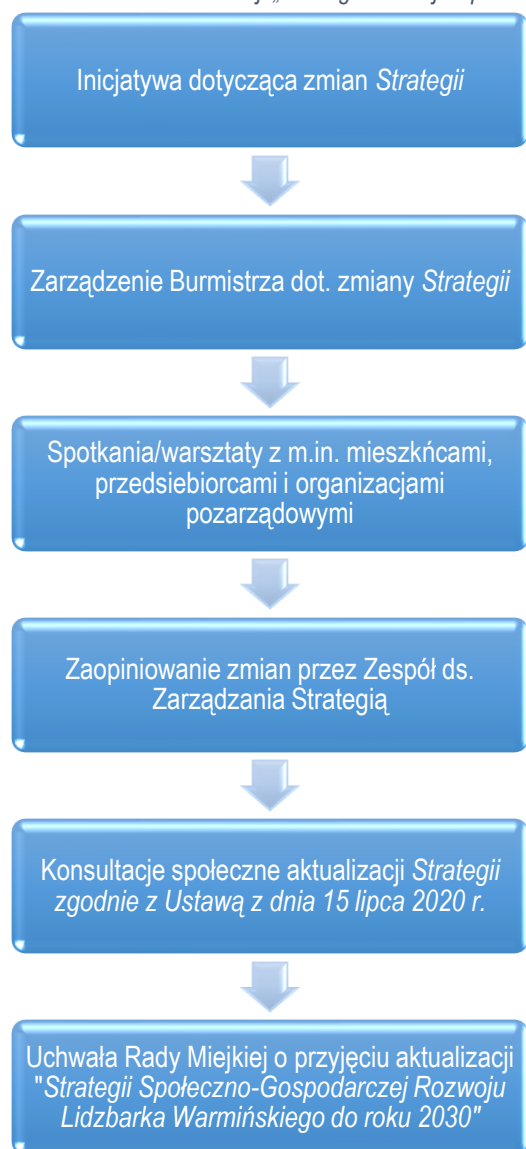 Inicjatywa dotycząca zmian Strategii
Zarządzenie Burmistrza dot. zmiany Strategii
Spotkania/warsztaty z m.in. mieszkńcami,
przedsiebiorcami i organizacjami
pozarządowymi
Zaopiniowanie zmian przez Zespół ds.
Zarządzania Strategią
Konsultacje społeczne aktualizacji Strategii
zgodnie z Ustawą z dnia 15 lipca 2020 r.
Uchwała Rady Miejkiej o przyjęciu aktualizacji
"Strategii Społeczno-Gospodarczej Rozwoju
Lidzbarka Warmińskiego do roku 2030"